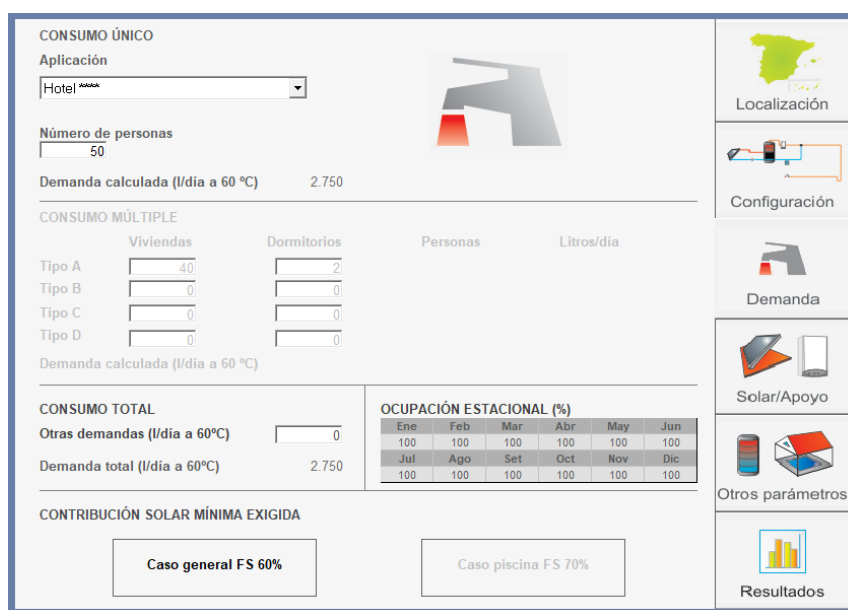 CONSUMO ÚNICO
Aplicación
Hotel ****
Número de personas
50
Demanda calculada (l/día a 60 ºC) 2.750
CONSUMO MÚLTIPLE
Viviendas Dormitorios Personas Litros/día
Tipo A 40 2
Tipo B 0 0
Tipo C 0 0
Tipo D 0 0
Demanda calculada (l/día a 60 ºC)
CONSUMO TOTAL
Otras demandas (l/día a 60ºC) 0
Demanda total (l/día a 60ºC) 2.750
OCUPACIÓN ESTACIONAL (%)
Ene Feb Mar Abr May Jun
100 100 100 100 100 100
Jul Ago Set Oct Nov Dic
100 100 100 100 100 100
CONTRIBUCIÓN SOLAR MÍNIMA EXIGIDA
Caso general FS 60% Caso piscina FS 70%
Localización
Configuración
Demanda
Solar/Apoyo
Otros parámetros
Resultados